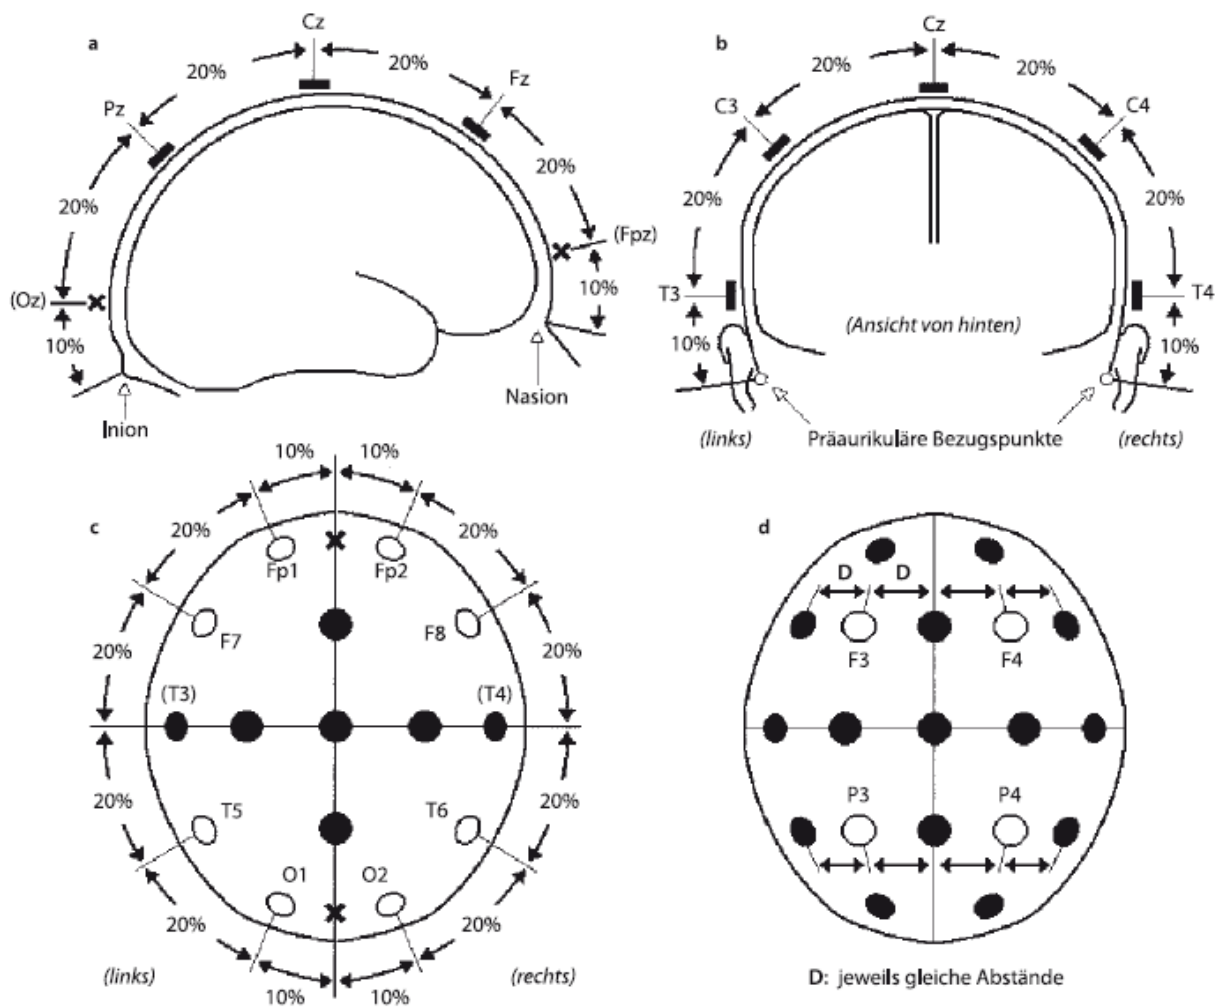 a
Cz
20%
20%
Pz
Fz
20%
20%
(Oz)
(Fpz)
10%
10%
Inion
Nasion
b
Cz
20%
20%
C3
C4
20%
20%
T3
T4
(Ansicht von hinten)
10%
10%
(links)
Präaurikuläre Bezugspunkte
(rechts)
c
10%
10%
20%
20%
Fp1
Fp2
F7
F8
20%
20%
(T3)
(T4)
20%
20%
T5
T6
O1
O2
20%
20%
(links)
(rechts)
10%
10%
d
D
D
F3
F4
P3
P4
D: jeweils gleiche Abstände